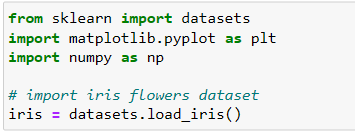 from sklearn import datasets
import matplotlib.pyplot as plt
import numpy as np
# import iris flowers dataset
iris = datasets.load_iris()